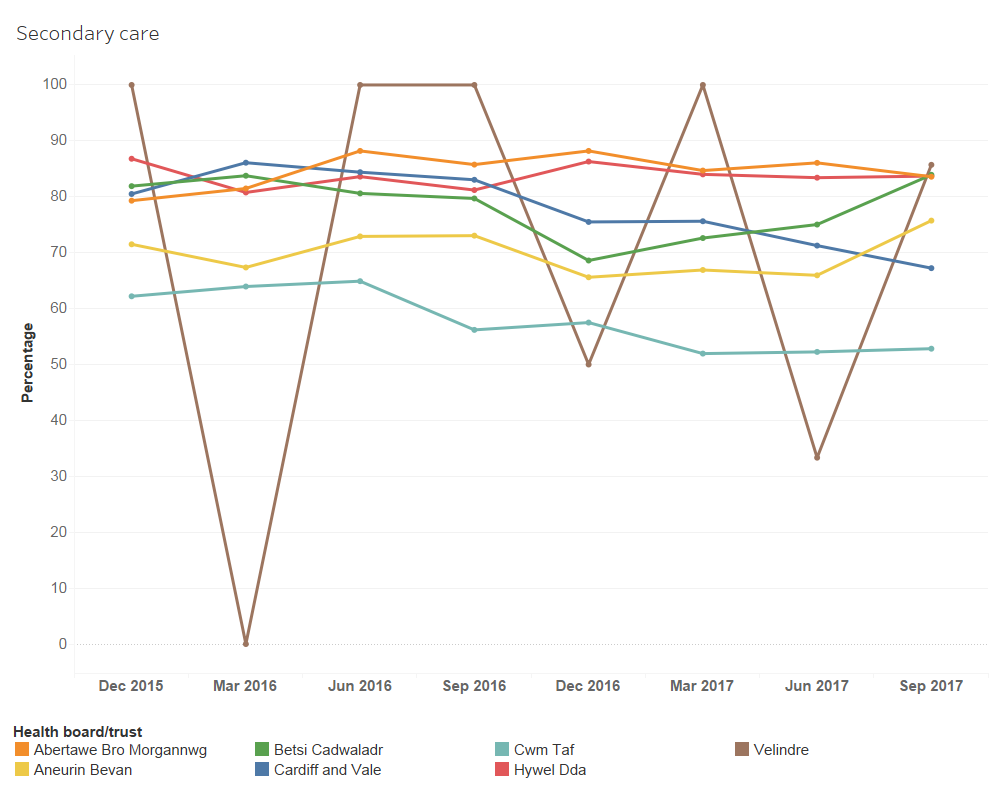 Secondary care
100
90
80
70
60
50
40
30
20
10
0
Percentage
Dec 2015 Mar 2016 Jun 2016 Sep 2016 Dec 2016 Mar 2017 Jun 2017 Sep 2017
Health board/trust
Abertawe Bro Morgannwg Betsi Cadwaladr Cwm Taf Velindre
Aneurin Bevan Cardiff and Vale Hywel Dda